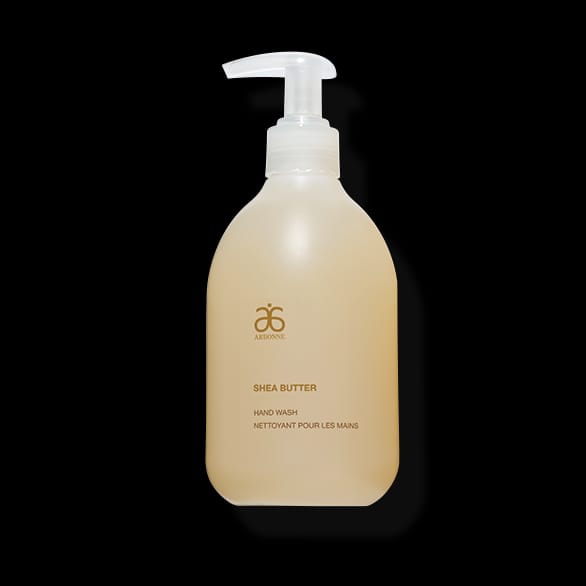 ARBONNE
SHEA BUTTER
HAND WASH
NETTOYANT POUR LES MAINS